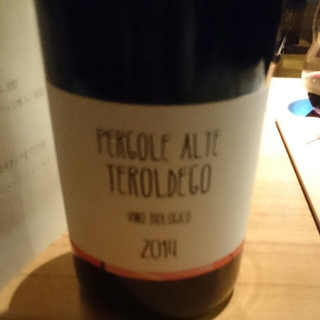 PERGOLE ALTE
TEROLDEGO
VINO BIOLOGICO
2014